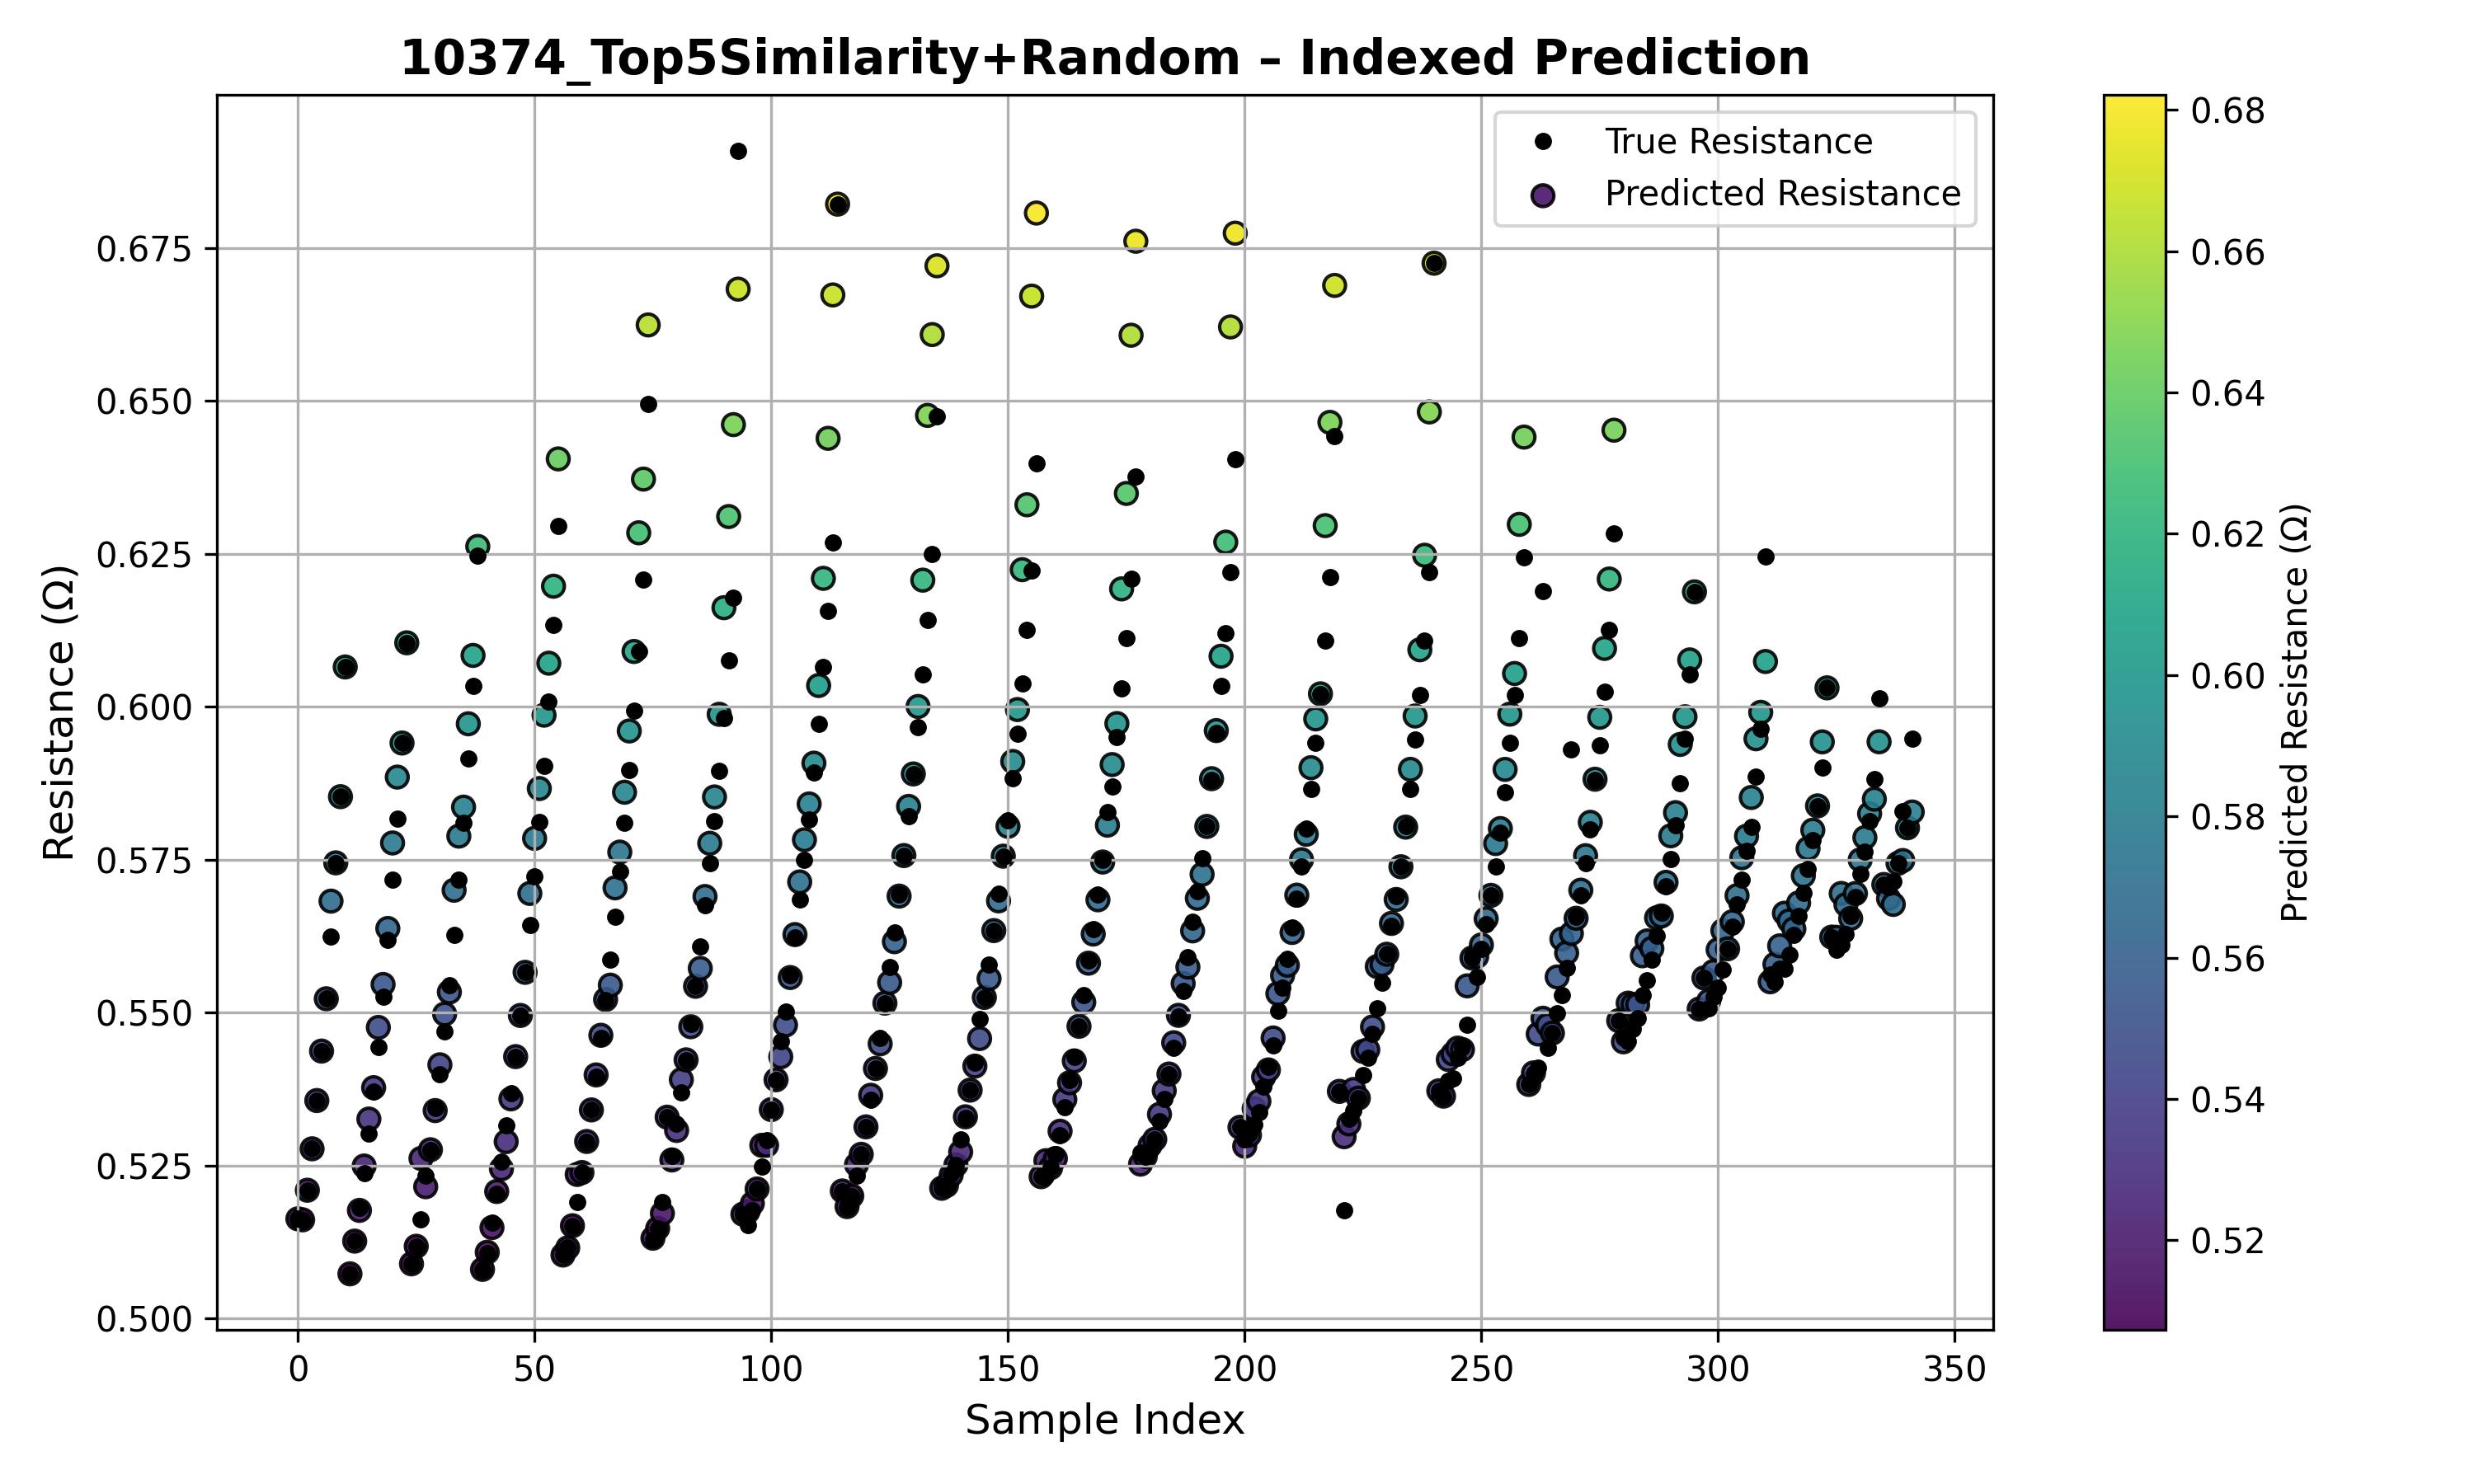 10374_Top5Similarity+Random – Indexed Prediction
True Resistance
Predicted Resistance
Resistance (Ω)
0.675
0.650
0.625
0.600
0.575
0.550
0.525
0.500
0 50 100 150 200 250 300 350
Sample Index
0.68
0.66
0.64
0.62
0.60
0.58
0.56
0.54
0.52
Predicted Resistance (Ω)